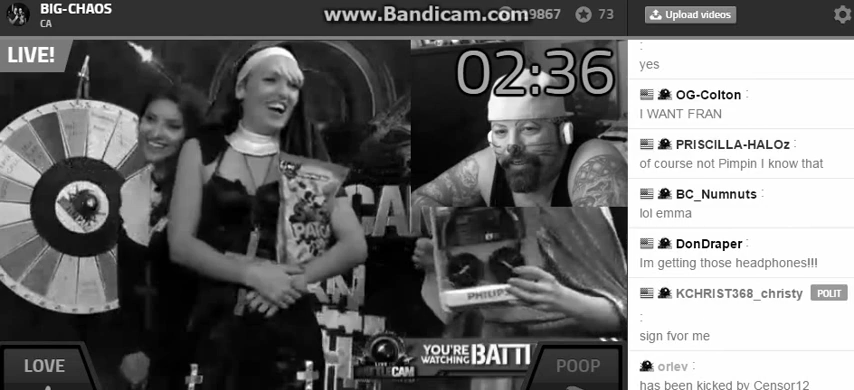 BIG-CHAOS
CA
www.Bandicam.com
73
Upload videos
LIVE!
02:36
yes
OG-Colton :
I WANT FRAN
PRISCILLA-HALOz :
of course not Pimpin I know that
BC_Numnuts :
lol emma
DonDraper :
Im getting those headphones!!!
KCHRIST368_christy POLIT
:
sign fvor me
orlev :
has been kicked by Censor12
PHILIPS
YOU'RE
WATCHING BATTl
CAM
LOVE
POOP